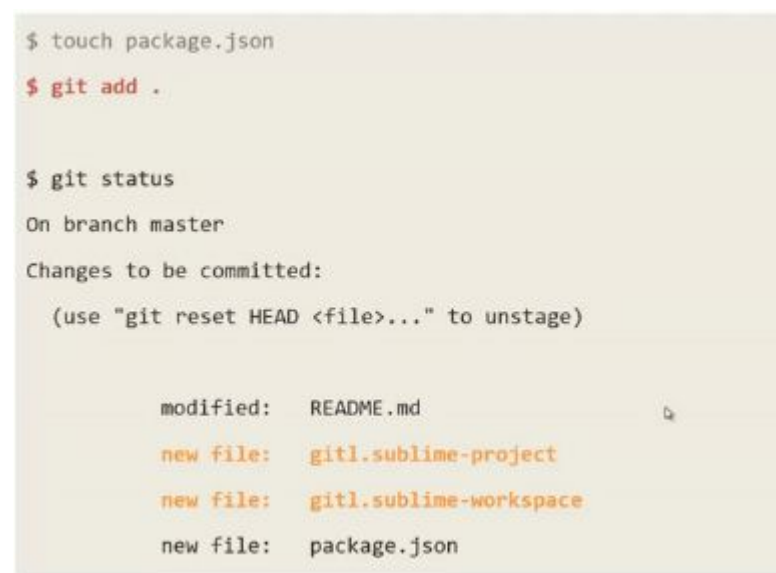 $ touch package.json
$ git add .
$ git status
On branch master
Changes to be committed:
(use "git reset HEAD <file>..." to unstage)
modified: README.md
new file: gitl.sublime-project
new file: gitl.sublime-workspace
new file: package.json